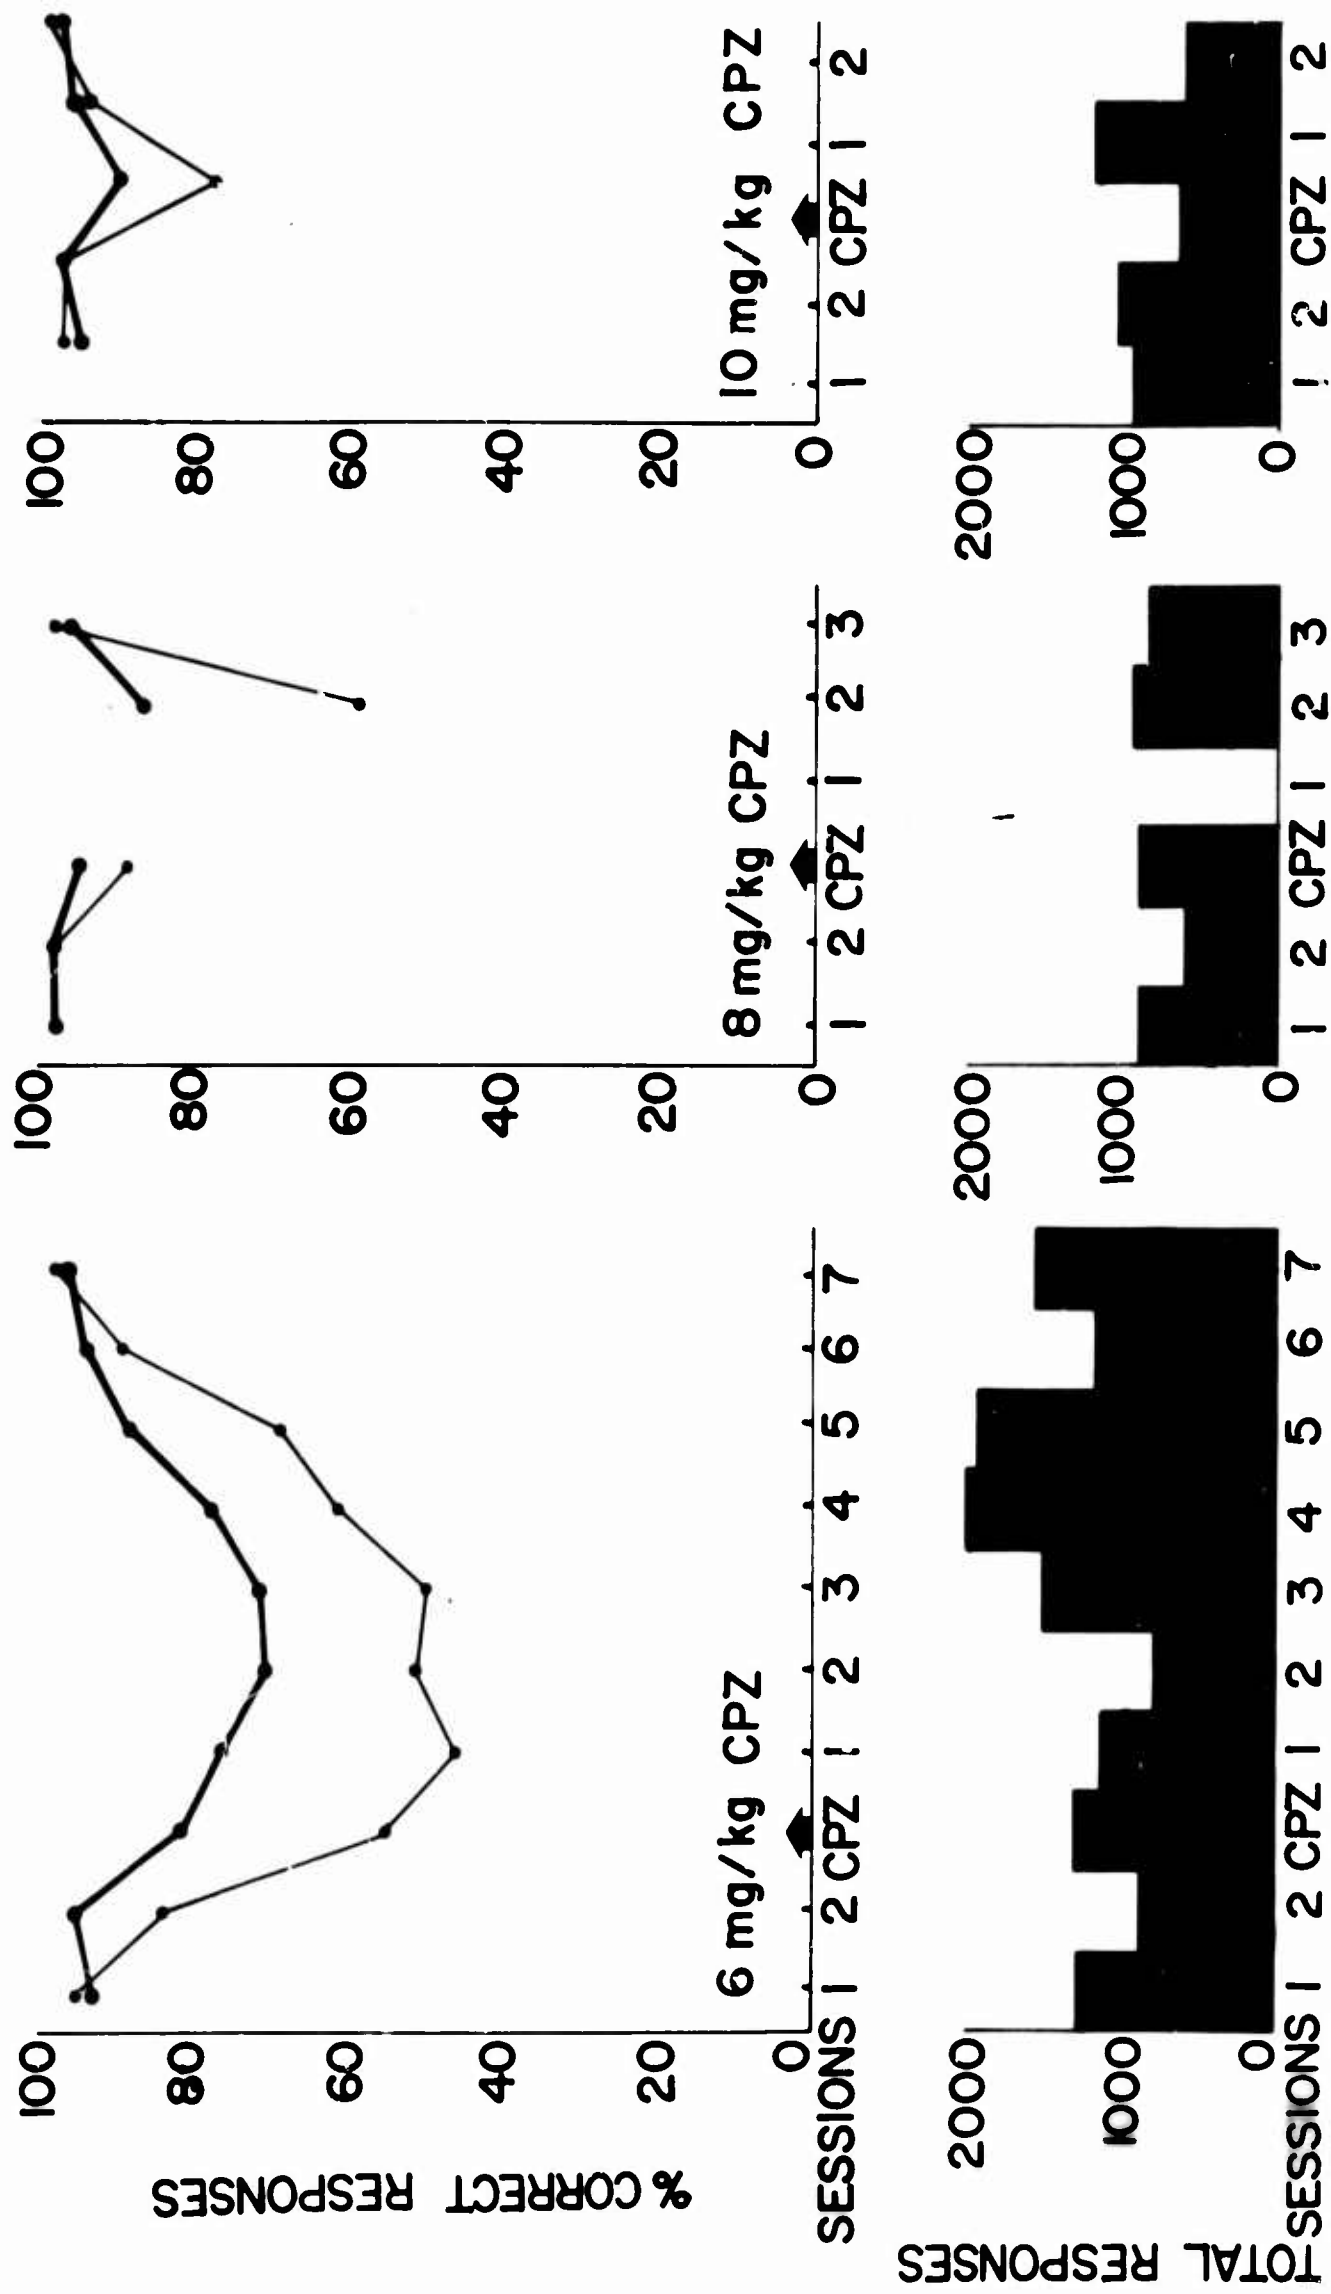 % CORRECT RESPONSES
100
80
60
40
20
0
6 mg/kg CPZ
SESSIONS 1 2 CPZ 1 2 3 4 5 6 7
100
80
60
40
20
0
8 mg/kg CPZ
1 2 CPZ 1 2 3
100
80
60
40
20
0
10 mg/kg CPZ
1 2 CPZ 1 2
TOTAL RESPONSES
2000
1000
0
SESSIONS 1 2 CPZ 1 2 3 4 5 6 7
2000
1000
0
1 2 CPZ 1 2 3
2000
1000
0
1 2 CPZ 1 2